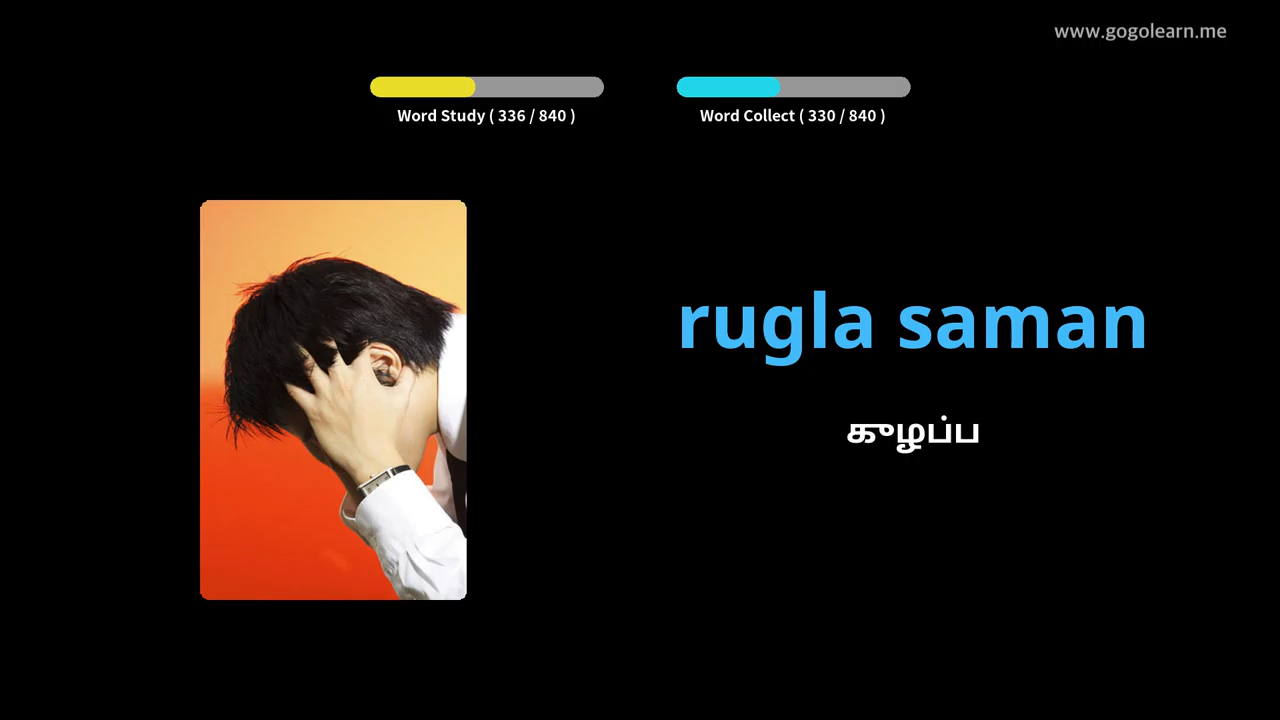 www.gogolearn.me
Word Study ( 336 / 840 )
Word Collect ( 330 / 840 )
rugla saman
குழப்ப